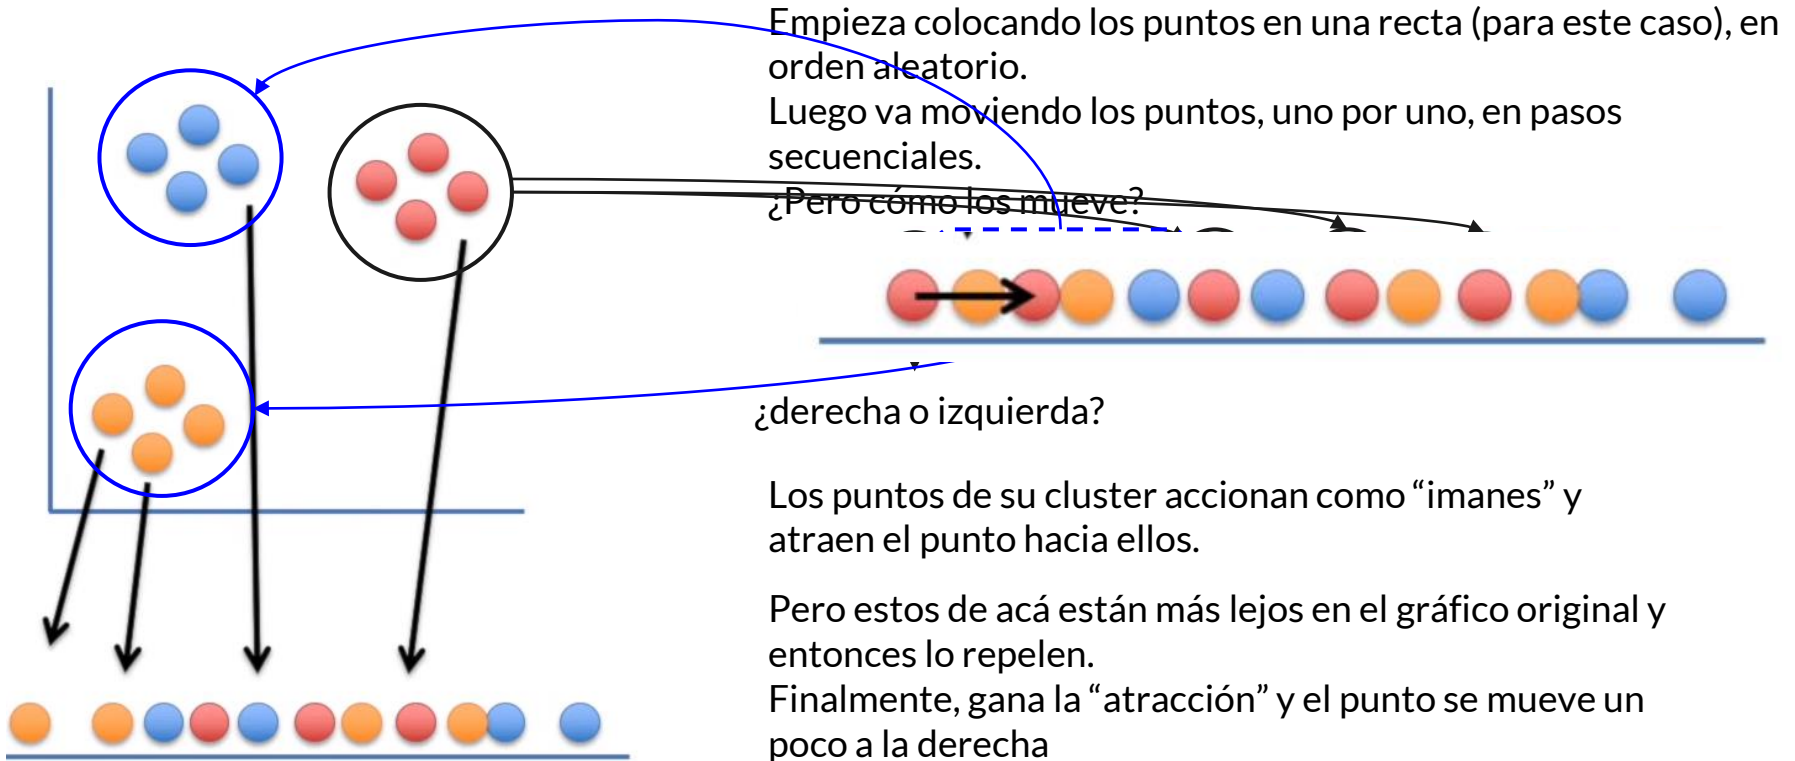 Empieza colocando los puntos en una recta (para este caso), en
orden aleatorio.
Luego va moviendo los puntos, uno por uno, en pasos
secuenciales.
¿Pero cómo los mueve?
¿derecha o izquierda?
Los puntos de su cluster accionan como “imanes” y
atraen el punto hacia ellos.
Pero estos de acá están más lejos en el gráfico original y
entonces lo repelen.
Finalmente, gana la “atracción” y el punto se mueve un
poco a la derecha